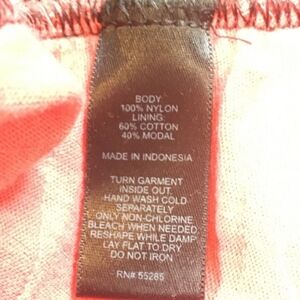 BODY
100% NYLON
LINING:
60% COTTON
40% MODAL
MADE IN INDONESIA
TURN GARMENT
INSIDE OUT.
HAND WASH COLD
SEPARATELY
ONLY NON-CHLORINE
BLEACH WHEN NEEDED.
RESHAPE WHILE DAMP
LAY FLAT TO DRY
DO NOT IRON
RN# 55285